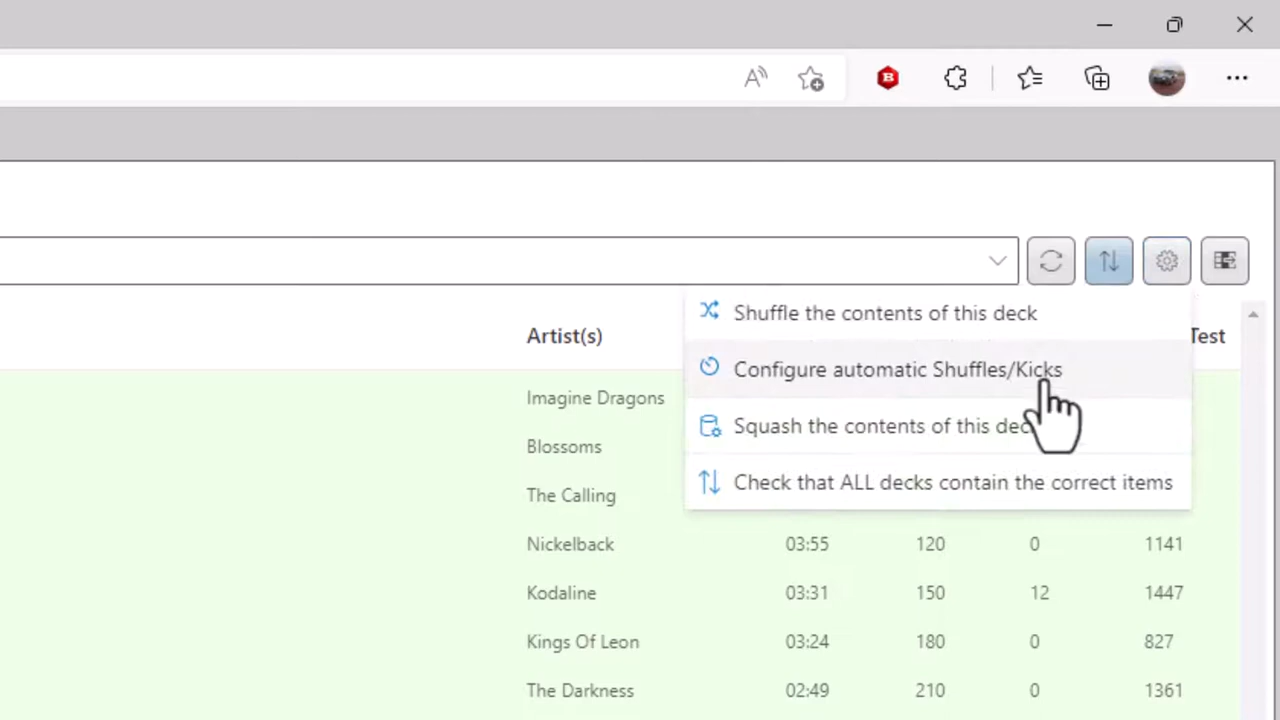 Shuffle the contents of this deck
Artist(s) Test
Configure automatic Shuffles/Kicks
Imagine Dragons
Squash the contents of this dec
Blossoms
Check that ALL decks contain the correct items
The Calling
Nickelback 03:55 120 0 1141
Kodaline 03:31 150 12 1447
Kings Of Leon 03:24 180 0 827
The Darkness 02:49 210 0 1361